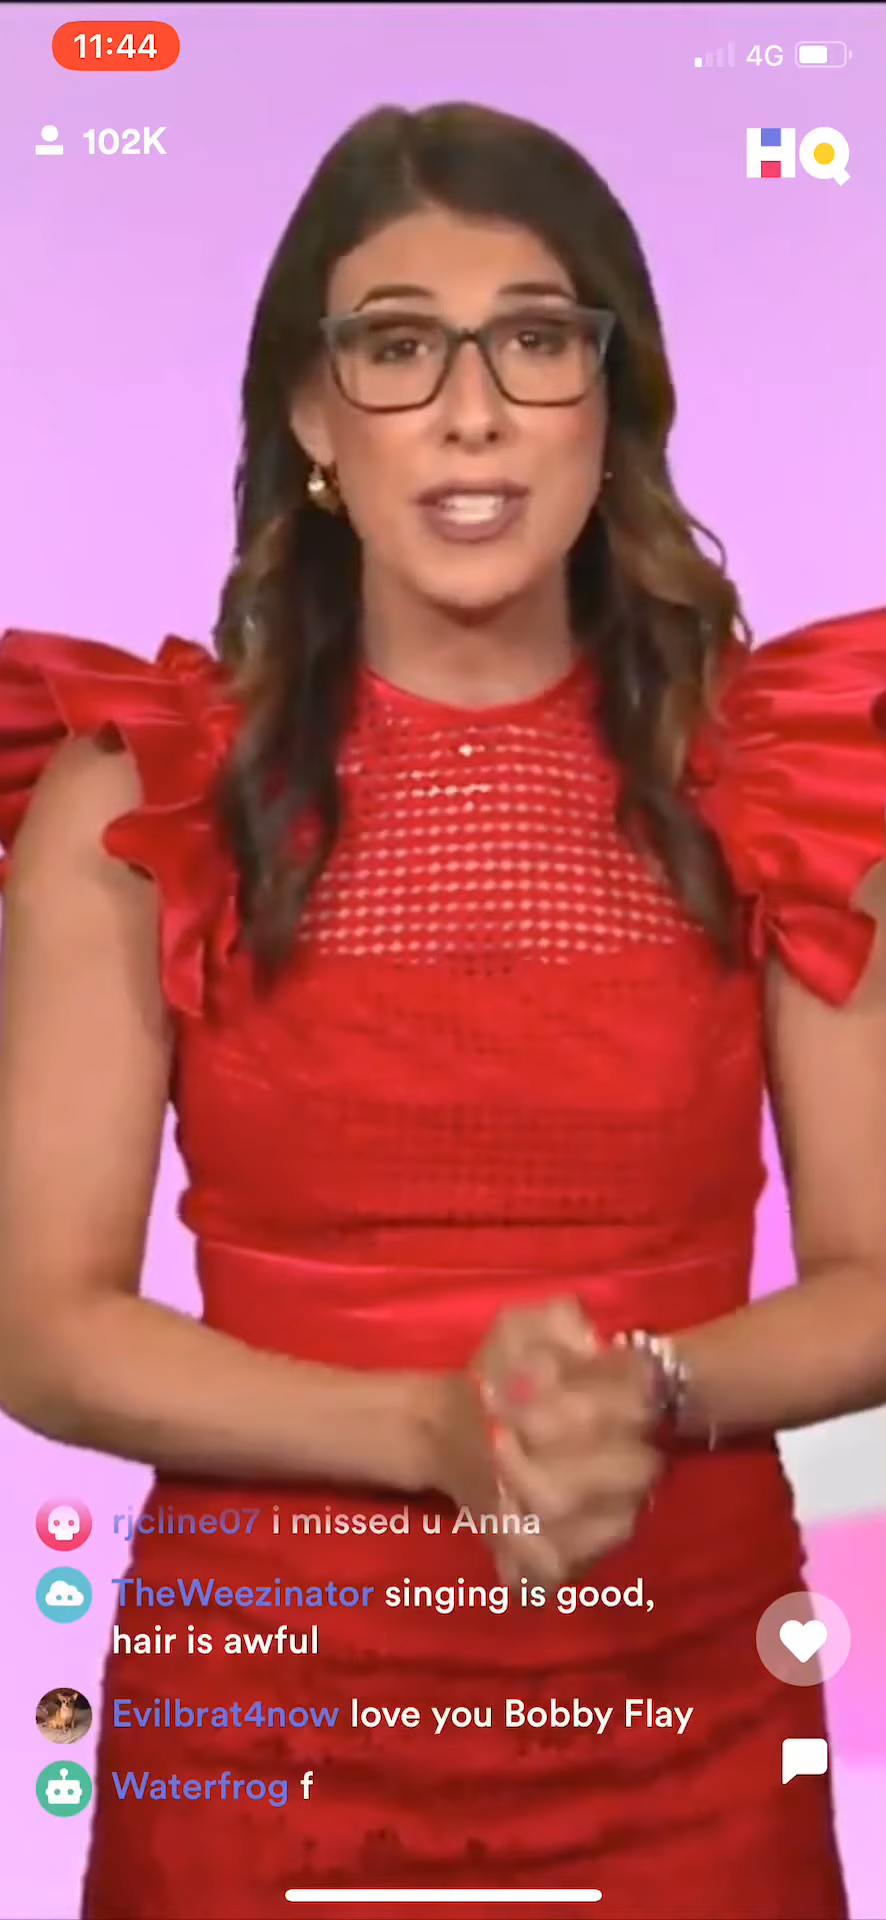 11:44
4G
102K
HQ
rjcline07 i missed u Anna
TheWeezinator singing is good,
hair is awful
Evilbrat4now love you Bobby Flay
Waterfrog f